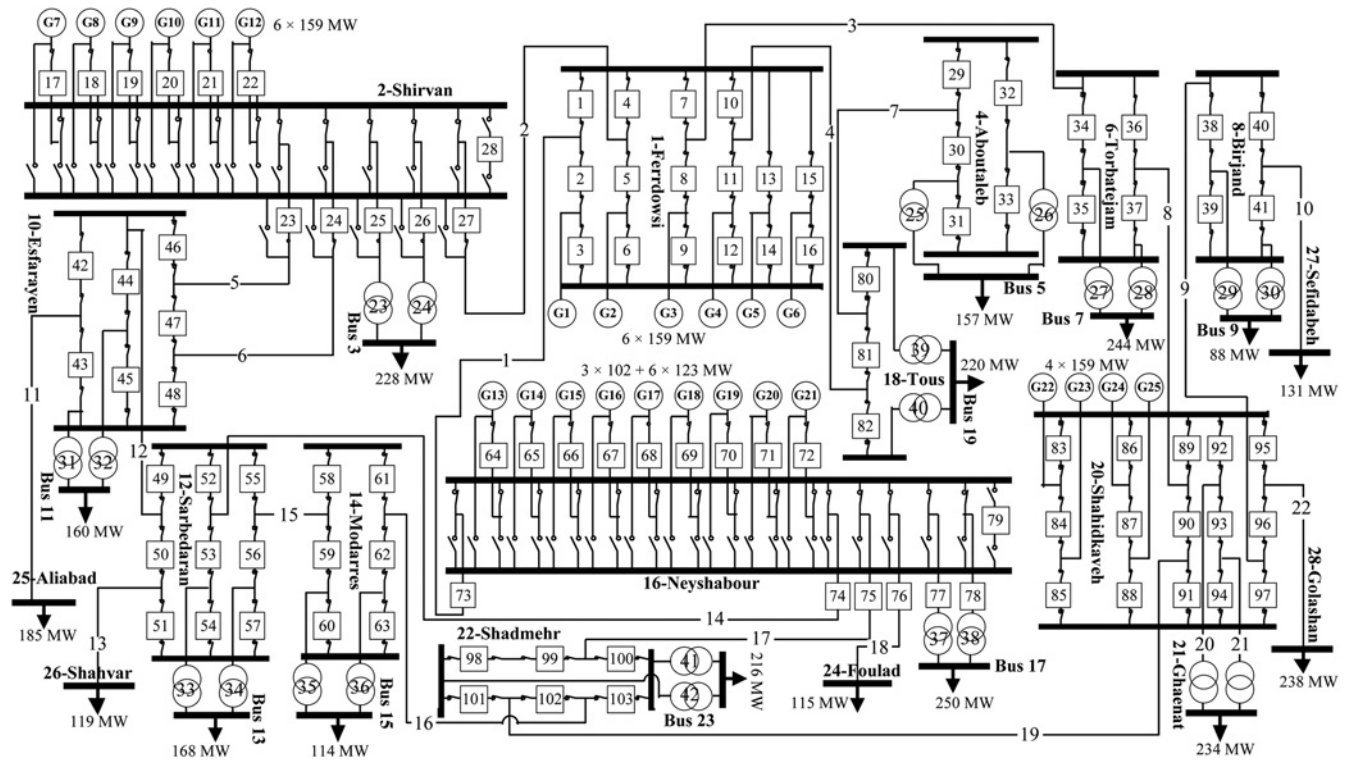 G7 G8 G9 G10 G11 G12 6 × 159 MW
17 18 19 20 21 22
2-Shirvan
28
23 24 25 26 27
2
3
1 4 7 10
2 5 8 11 13 15
3 6 9 12 14 16
1-Ferrdowsi
G1 G2 G3 G4 G5 G6
6 × 159 MW
4
7
29 32
30
31 33
4-Aboutaleb
25 26
Bus 5
157 MW
34 36
35 37
6-Torbatejam
27 28
Bus 7
244 MW
8
38 40
39 41
8-Birjand
29 30
Bus 9
88 MW
9
10
27-Sefidabeh
131 MW
10-Esfarayen
42 44 46
43 45 47
48
5
6
23 24
Bus 3
228 MW
11
12
31 32
Bus 11
160 MW
25-Aliabad
185 MW
13
26-Shahvar
119 MW
49 52 55
50 53 56
51 54 57
12-Sarbedaran
33 34
Bus 13
168 MW
15
58 61
59 62
60 63
14-Modarres
35 36
Bus 15
114 MW
1
3 × 102 + 6 × 123 MW
G13 G14 G15 G16 G17 G18 G19 G20 G21
64 65 66 67 68 69 70 71 72
79
16-Neyshabour
73 74 75 76 77 78
14
17
18
24-Foulad
115 MW
37 38
Bus 17
250 MW
80
81
82
39
18-Tous
40
Bus 19
220 MW
22-Shadmehr
98 99 100
101 102 103
41
42
Bus 23
216 MW
16
19
4 × 159 MW
G22 G23 G24 G25
83 86 89 92 95
84 87 90 93 96
85 88 91 94 97
20-Shahidkaveh
22
28-Golashan
238 MW
21-Ghaenat
20 21
234 MW